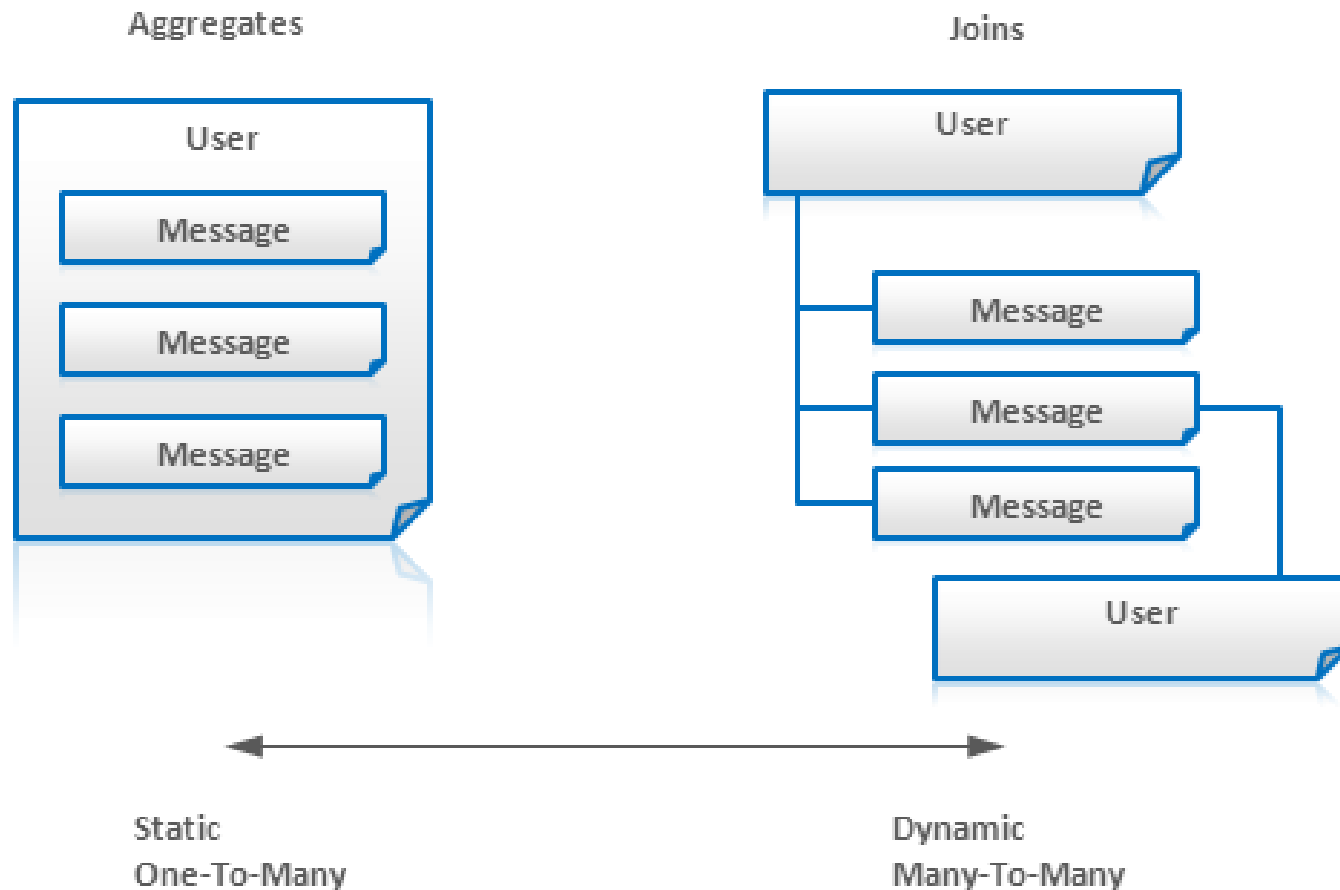 Aggregates
User
Message
Message
Message
Static
One-To-Many
Joins
User
Message
Message
Message
User
Dynamic
Many-To-Many